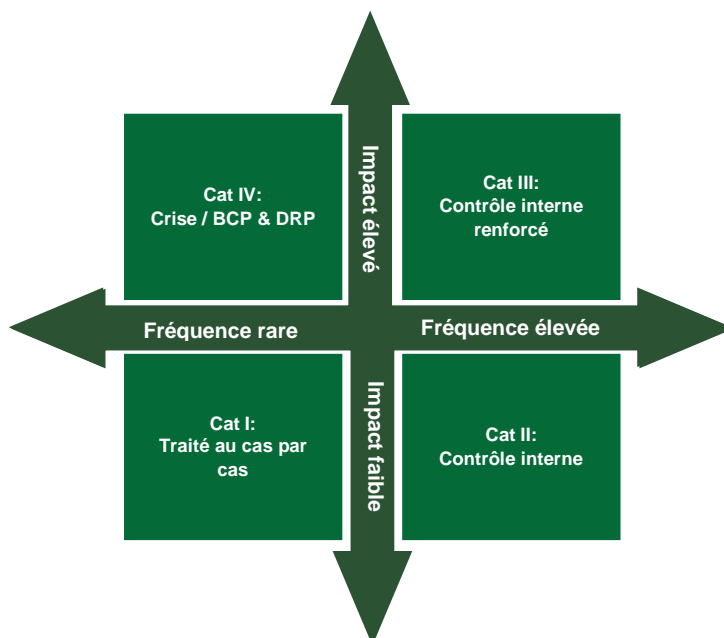 Impact élevé
Cat IV:
Crise / BCP & DRP
Cat III:
Contrôle interne
renforcé
Fréquence rare
Fréquence élevée
Cat I:
Traité au cas par
cas
Impact faible
Cat II:
Contrôle interne